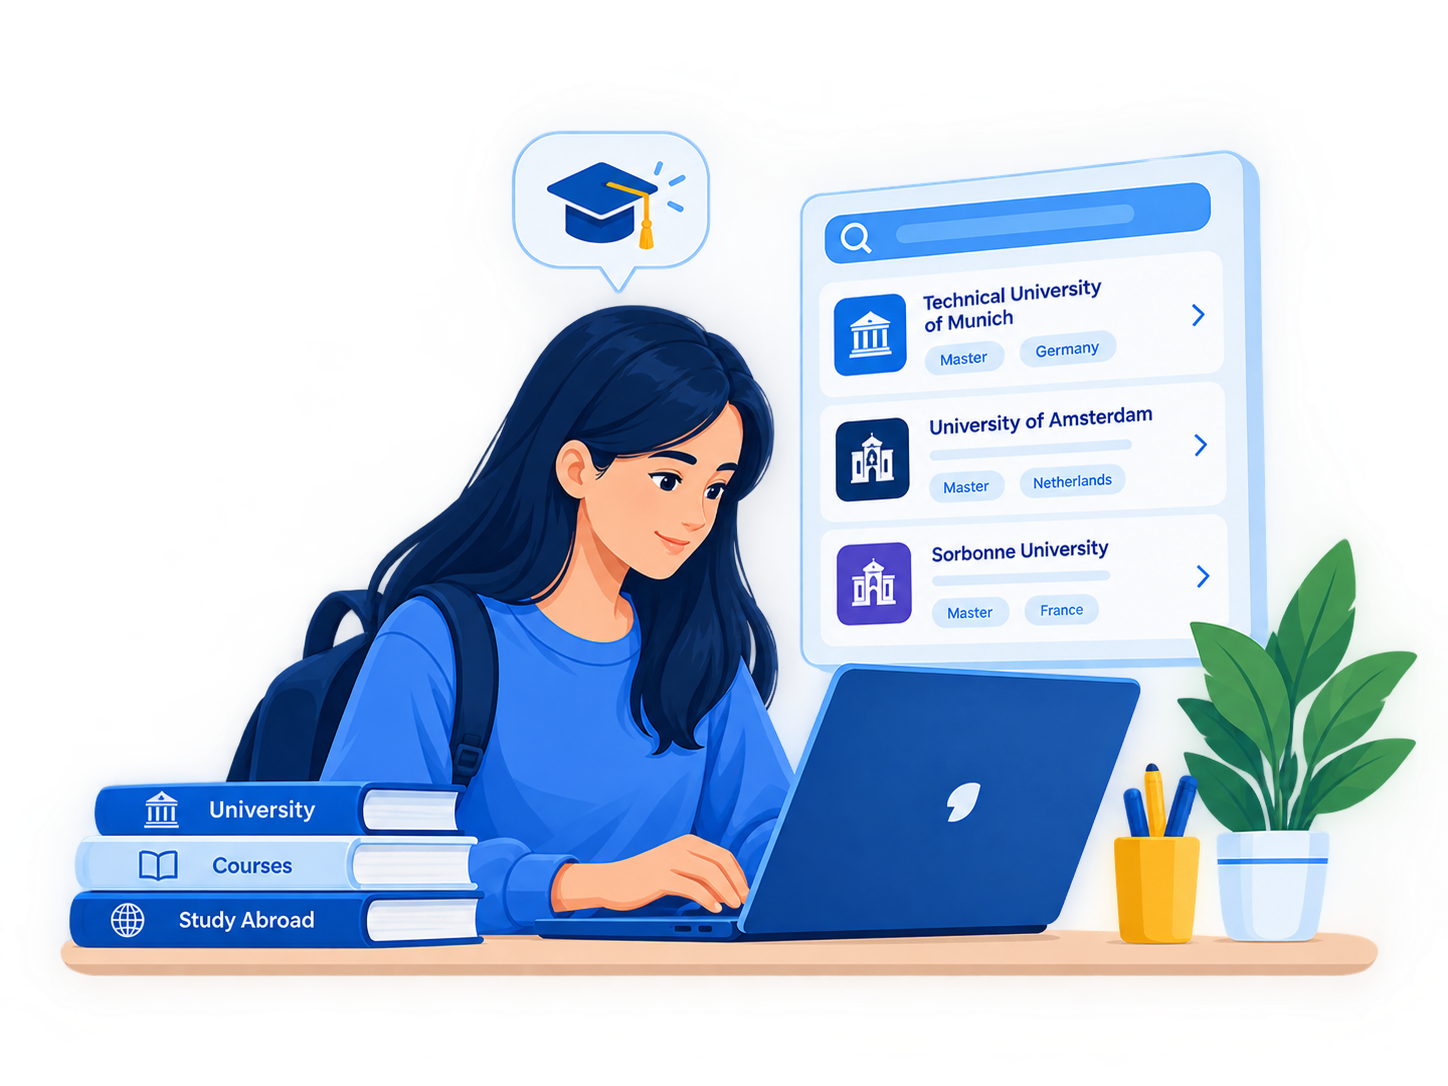 Technical University
of Munich
Master
Germany
University of Amsterdam
Master
Netherlands
Sorbonne University
Master
France
University
Courses
Study Abroad